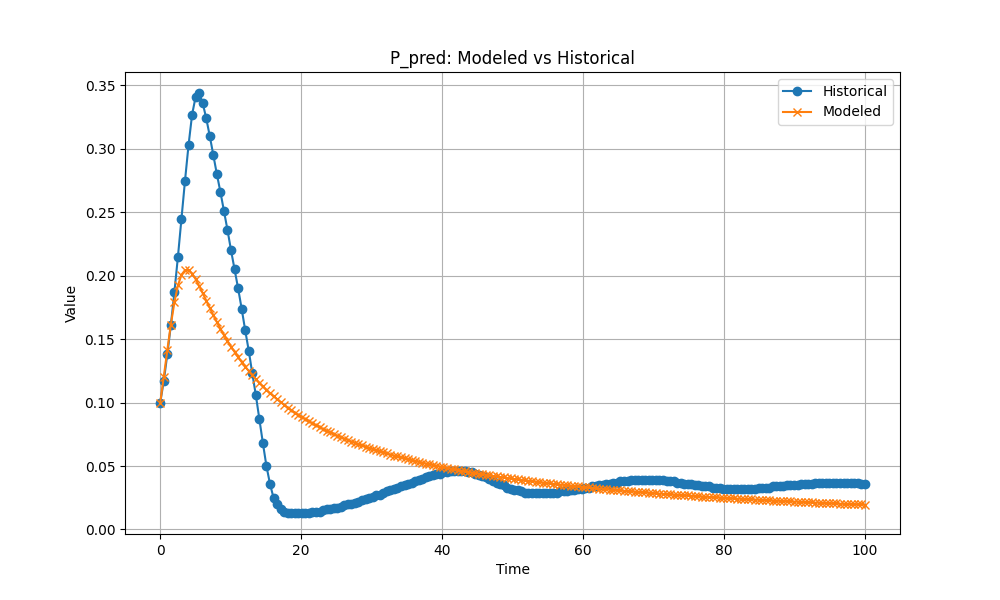 P_pred: Modeled vs Historical
Historical
Modeled
Value
0.35
0.30
0.25
0.20
0.15
0.10
0.05
0.00
0 20 40 60 80 100
Time